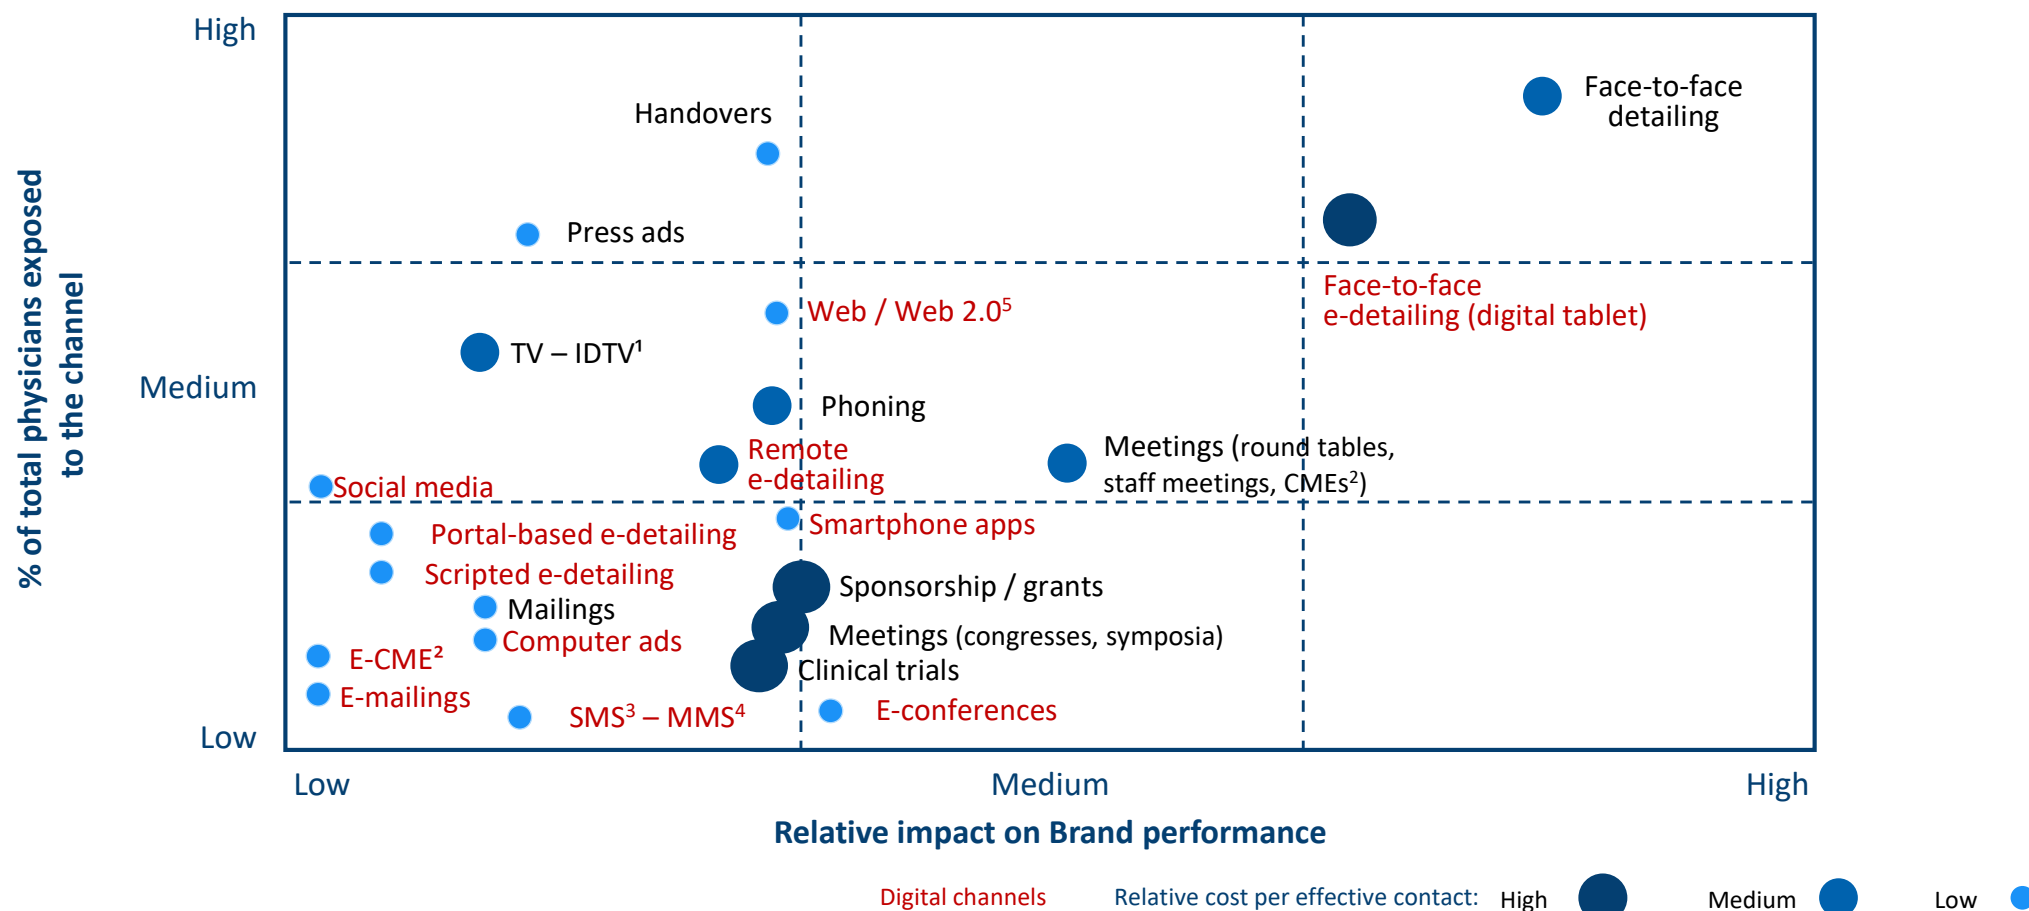 High
Face-to-face
detailing
Handovers
Press ads
Face-to-face
e-detailing (digital tablet)
Web / Web 2.0⁵
TV – IDTV¹
% of total physicians exposed
to the channel
Medium
Phoning
Remote
e-detailing
Meetings (round tables,
staff meetings, CMEs²)
Social media
Smartphone apps
Portal-based e-detailing
Scripted e-detailing
Sponsorship / grants
Mailings
Meetings (congresses, symposia)
Computer ads
E-CME²
Clinical trials
E-mailings
SMS³ – MMS⁴
E-conferences
Low
Low
Medium
High
Relative impact on Brand performance
Digital channels
Relative cost per effective contact:
High
Medium
Low